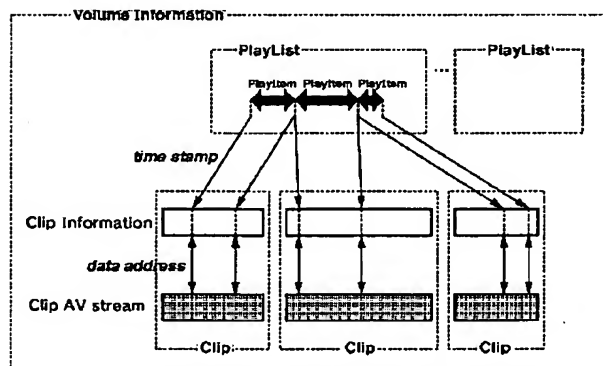 Volume Information
PlayList
PlayList
...
PlayItem PlayItem PlayItem
time stamp
Clip Information
data address
Clip AV stream
Clip
Clip
Clip